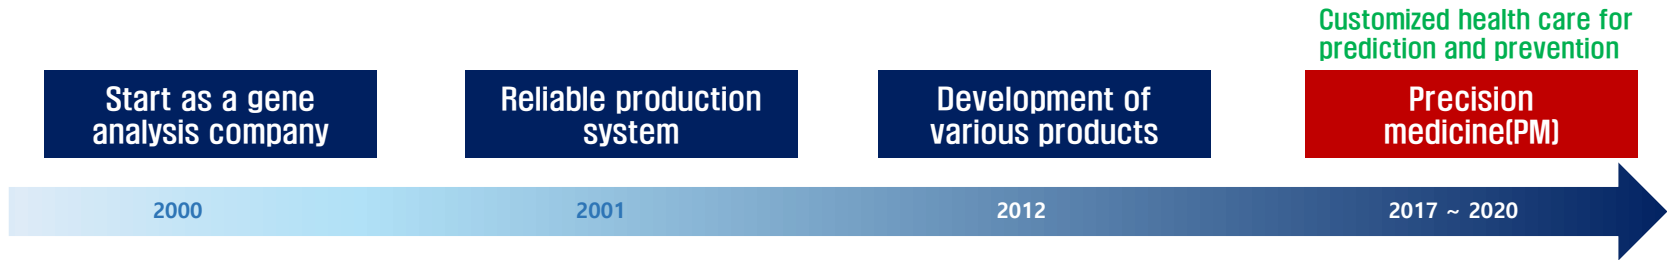 Customized health care for
prediction and prevention
Start as a gene
analysis company
Reliable production
system
Development of
various products
Precision
medicine(PM)
2000
2001
2012
2017 ~ 2020